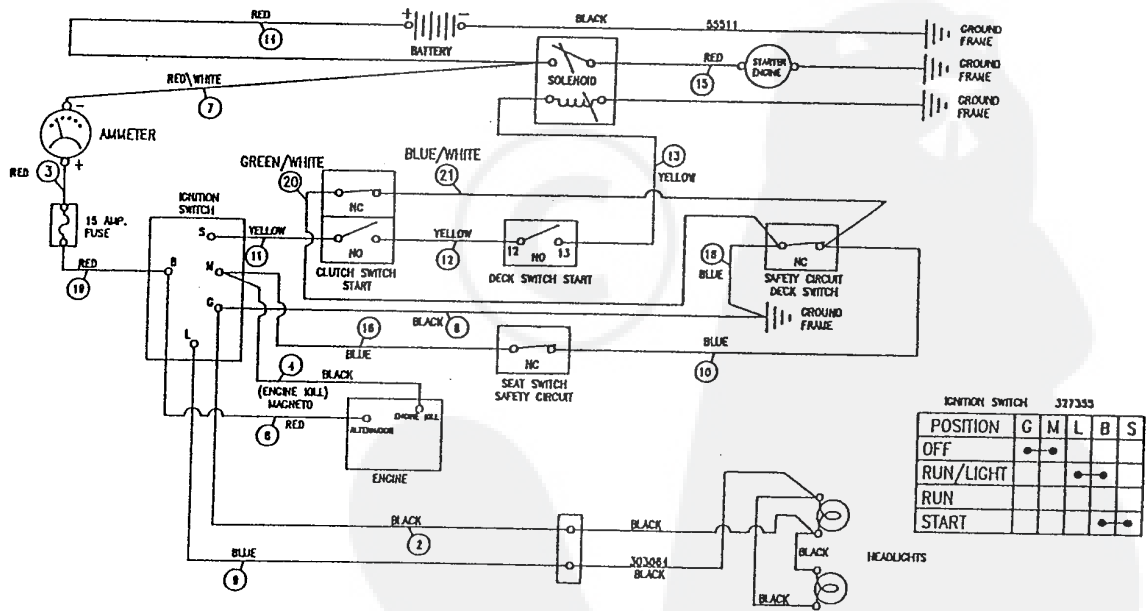 RED
11
+
−
BATTERY
BLACK
55511
GROUND
FRAME
SOLENOID
RED
15
STARTER
ENGINE
GROUND
FRAME
GROUND
FRAME
RED\WHITE
7
−
AMMETER
+
RED
3
15 AMP.
FUSE
RED
19
IGNITION
SWITCH
S
B
M
G
L
GREEN/WHITE
20
BLUE/WHITE
21
13
YELLOW
NC
YELLOW
11
NO
CLUTCH SWITCH
START
YELLOW
12
12
NO
13
DECK SWITCH START
18
BLUE
NC
SAFETY CIRCUIT
DECK SWITCH
GROUND
FRAME
BLACK
8
16
BLUE
NC
SEAT SWITCH
SAFETY CIRCUIT
BLUE
10
4
BLACK
(ENGINE KILL)
MAGNETO
ENGINE KILL
ALTERNATOR
ENGINE
RED
6
BLACK
2
BLACK
BLUE
9
303084
BLACK
BLACK
BLACK
HEADLIGHTS
IGNITION SWITCH 327355
POSITION G M L B S
OFF
RUN/LIGHT
RUN
START